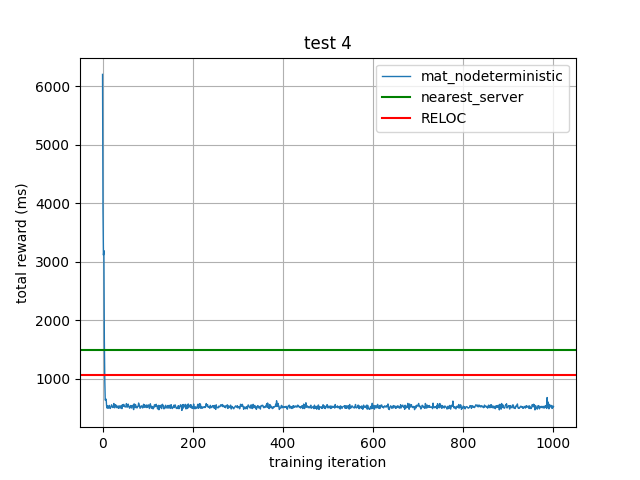 test 4
mat_nodeterministic
nearest_server
RELOC
total reward (ms)
6000
5000
4000
3000
2000
1000
0
200
400
600
800
1000
training iteration